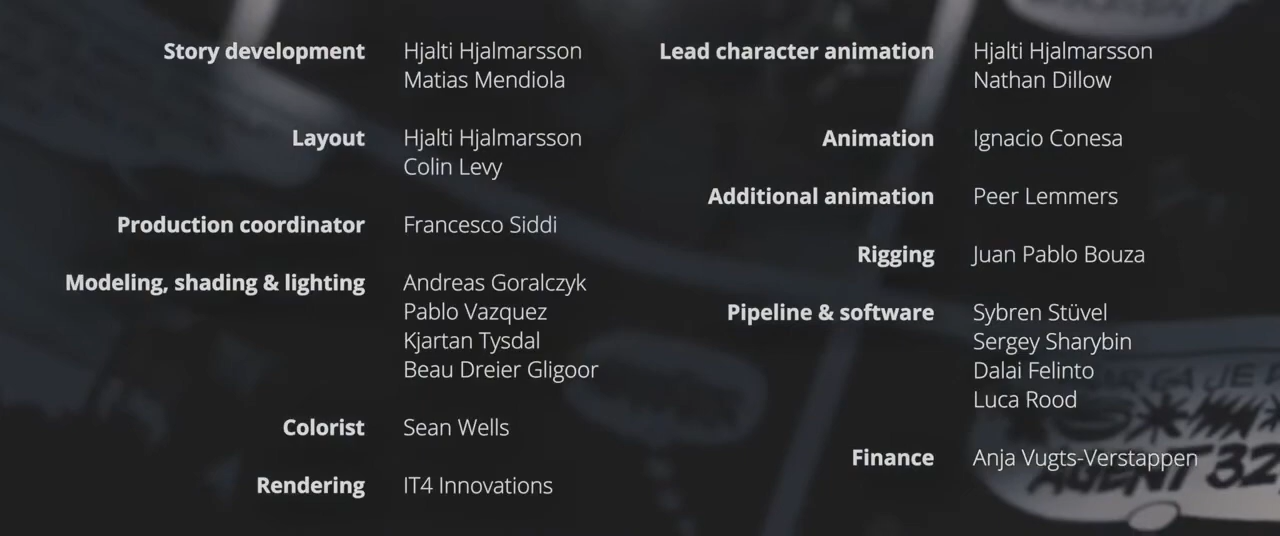 Story development Hjalti Hjalmarsson
Matias Mendiola
Layout Hjalti Hjalmarsson
Colin Levy
Production coordinator Francesco Siddi
Modeling, shading & lighting Andreas Goralczyk
Pablo Vazquez
Kjartan Tysdal
Beau Dreier Gligoor
Colorist Sean Wells
Rendering IT4 Innovations
Lead character animation Hjalti Hjalmarsson
Nathan Dillow
Animation Ignacio Conesa
Additional animation Peer Lemmers
Rigging Juan Pablo Bouza
Pipeline & software Sybren Stüvel
Sergey Sharybin
Dalai Felinto
Luca Rood
Finance Anja Vugts-Verstappen
AGENT 327